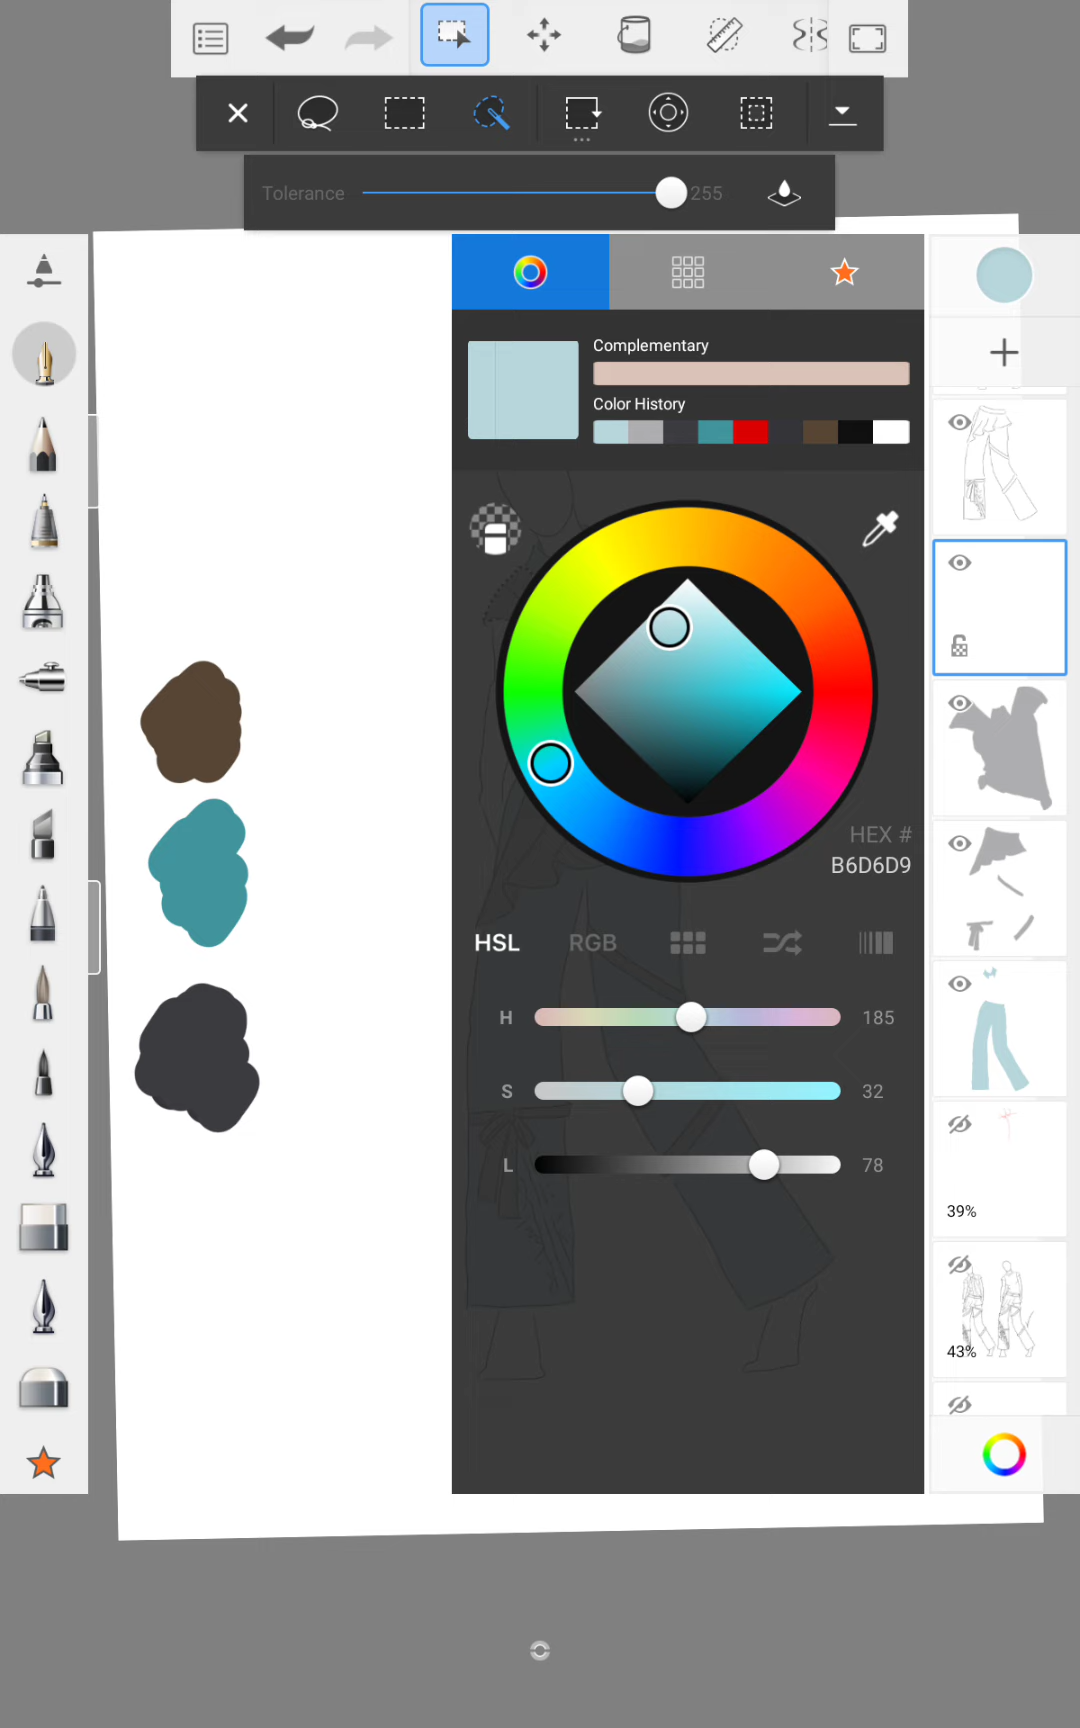 Tolerance 255
Complementary
Color History
HEX #
B6D6D9
HSL RGB
H 185
S 32
L 78
39%
43%